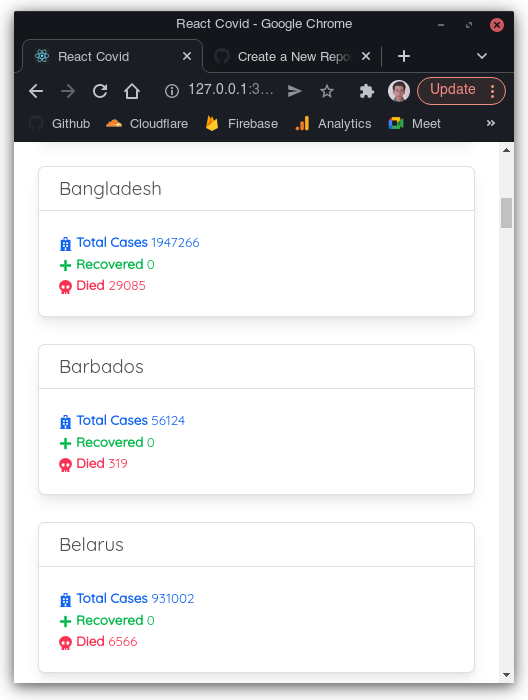 React Covid - Google Chrome
React Covid
Create a New Repo
127.0.0.1:3...
Update
Github
Cloudflare
Firebase
Analytics
Meet
»
Bangladesh
Total Cases 1947266
Recovered 0
Died 29085
Barbados
Total Cases 56124
Recovered 0
Died 319
Belarus
Total Cases 931002
Recovered 0
Died 6566